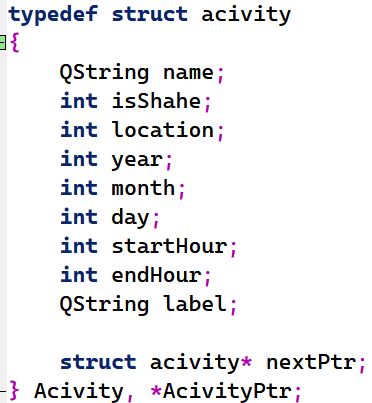 typedef struct acivity
{
QString name;
int isShahe;
int location;
int year;
int month;
int day;
int startHour;
int endHour;
QString label;
struct acivity* nextPtr;
} Acivity, *AcivityPtr;